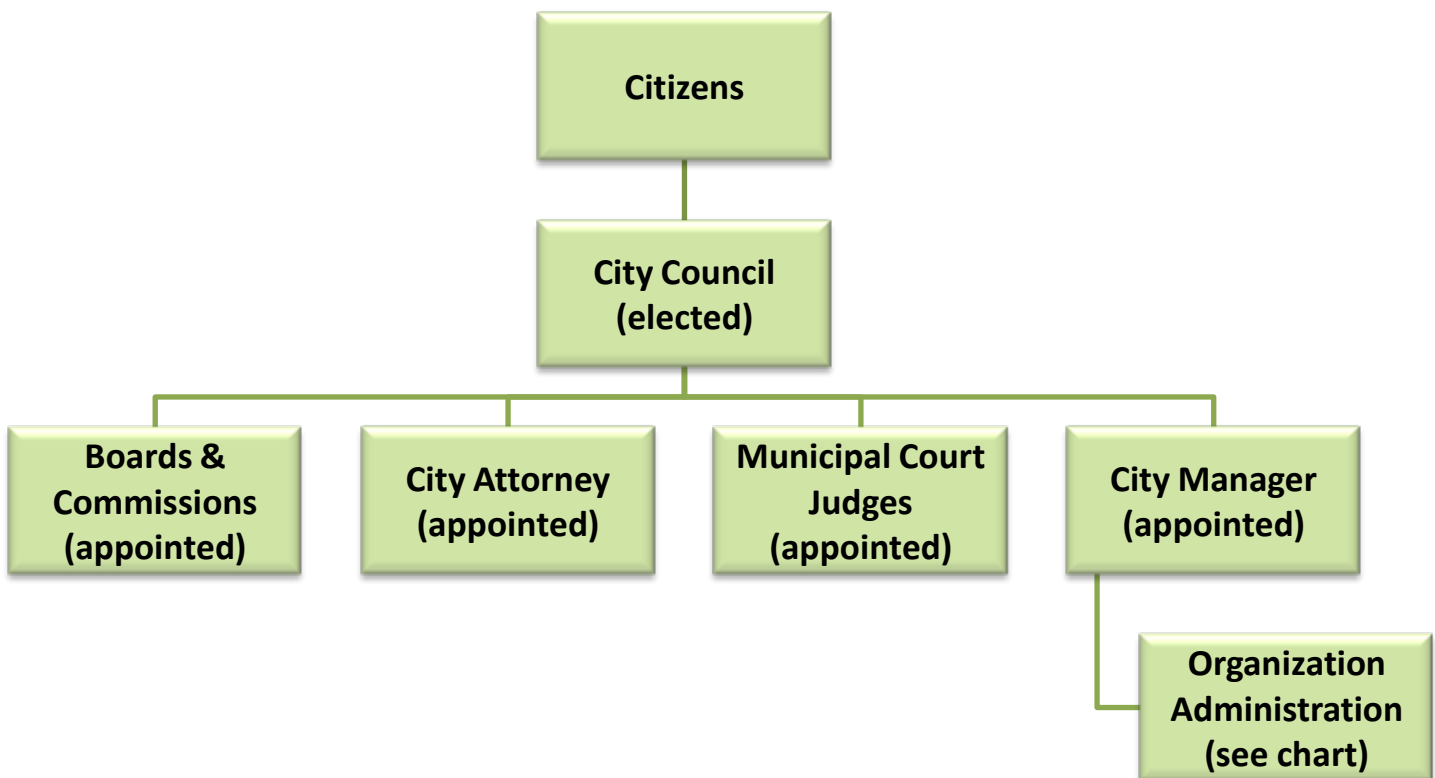 Citizens
City Council
(elected)
Boards &
Commissions
(appointed)
City Attorney
(appointed)
Municipal Court
Judges
(appointed)
City Manager
(appointed)
Organization
Administration
(see chart)